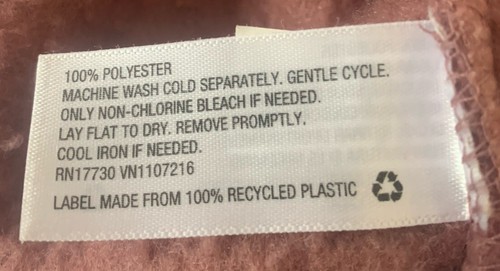 100% POLYESTER
MACHINE WASH COLD SEPARATELY. GENTLE CYCLE.
ONLY NON-CHLORINE BLEACH IF NEEDED.
LAY FLAT TO DRY. REMOVE PROMPTLY.
COOL IRON IF NEEDED.
RN17730 VN1107216
LABEL MADE FROM 100% RECYCLED PLASTIC